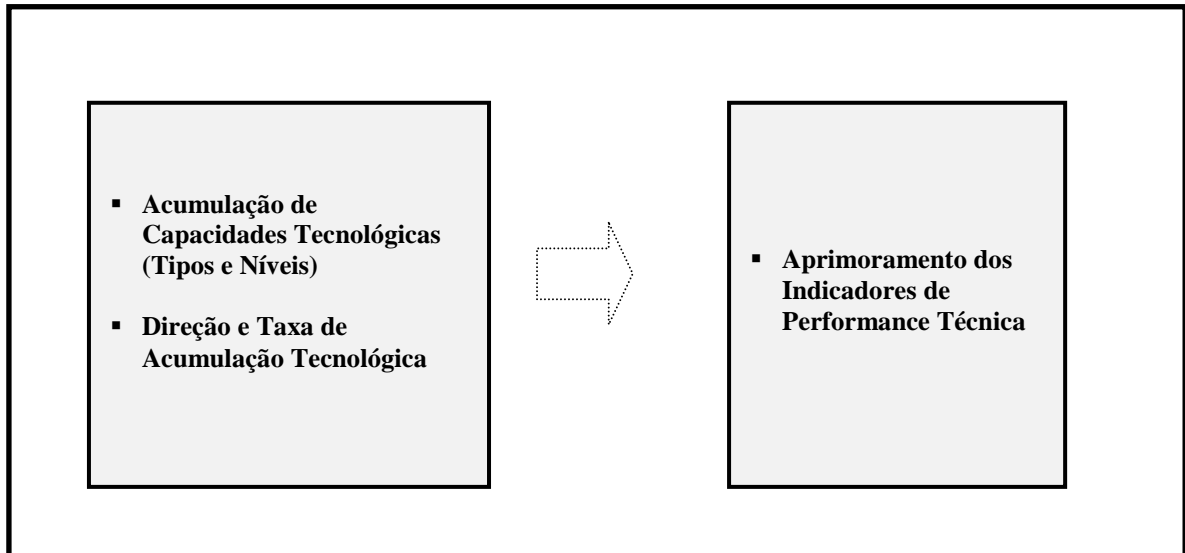 ▪ Acumulação de
Capacidades Tecnológicas
(Tipos e Níveis)
▪ Direção e Taxa de
Acumulação Tecnológica
▪ Aprimoramento dos
Indicadores de
Performance Técnica